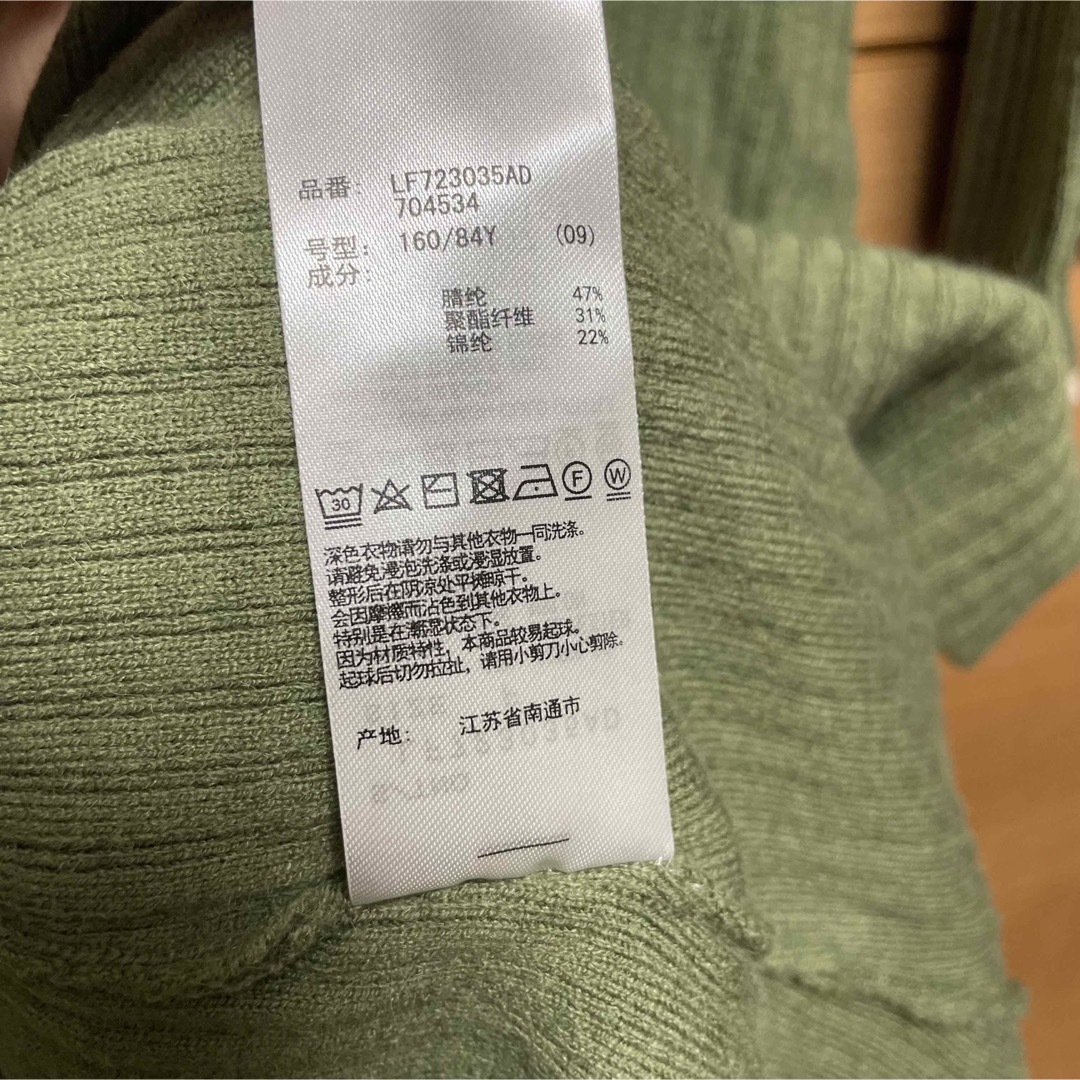 品番: LF723035AD
704534
号型: 160/84Y (09)
成分:
腈纶 47%
聚酯纤维 31%
锦纶 22%
30 F W
深色衣物请勿与其他衣物一同洗涤。
请避免浸泡洗涤或浸湿放置。
整形后在阴凉处平摊晾干。
会因摩擦而沾色到其他衣物上。
特别是在潮湿状态下。
因为材质特性，本商品较易起球。
起球后切勿拉扯，请用小剪刀小心剪除。
产地: 江苏省南通市